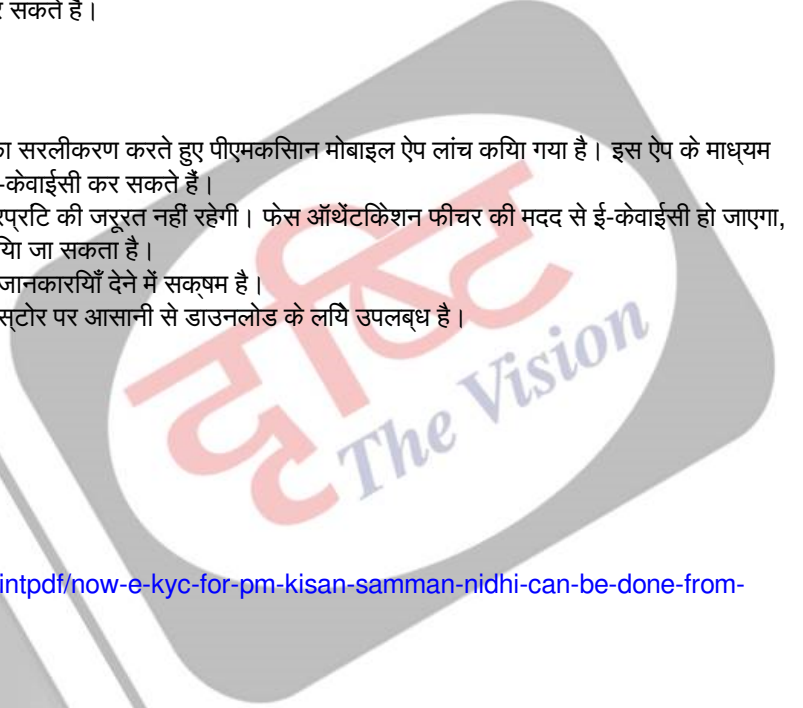 सकते हैं।
का सरलीकरण करते हुए पीएमकिसान मोबाइल ऐप लांच किया गया है। इस ऐप के माध्यम
-केवाईसी कर सकते हैं।
प्रिंट की जरूरत नहीं रहेगी। फेस ऑथेंटिकेशन फीचर की मदद से ई-केवाईसी हो जाएगा,
जा सकता है।
जानकारियाँ देने में सक्षम है।
स्टोर पर आसानी से डाउनलोड के लिये उपलब्ध है।
दृष्टि
The Vision
intpdf/now-e-kyc-for-pm-kisan-samman-nidhi-can-be-done-from-